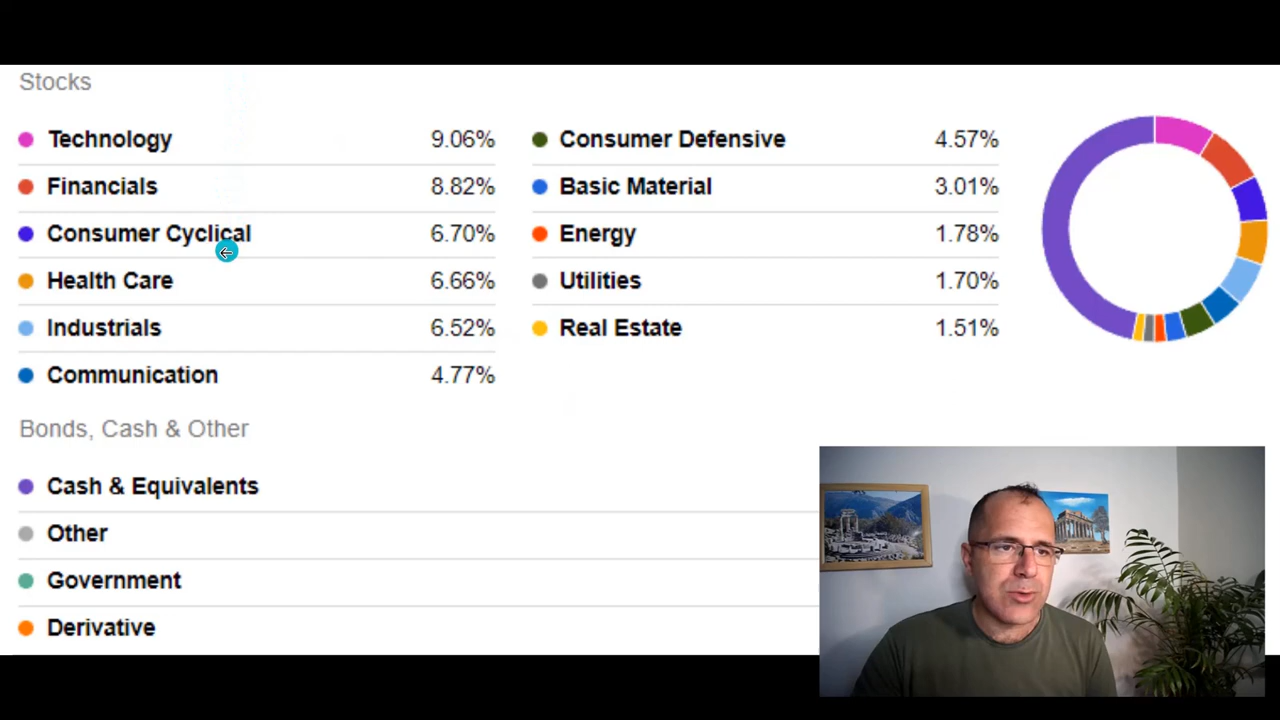 Stocks
Technology 9.06%
Financials 8.82%
Consumer Cyclical 6.70%
Health Care 6.66%
Industrials 6.52%
Communication 4.77%
Consumer Defensive 4.57%
Basic Material 3.01%
Energy 1.78%
Utilities 1.70%
Real Estate 1.51%
Bonds, Cash & Other
Cash & Equivalents
Other
Government
Derivative